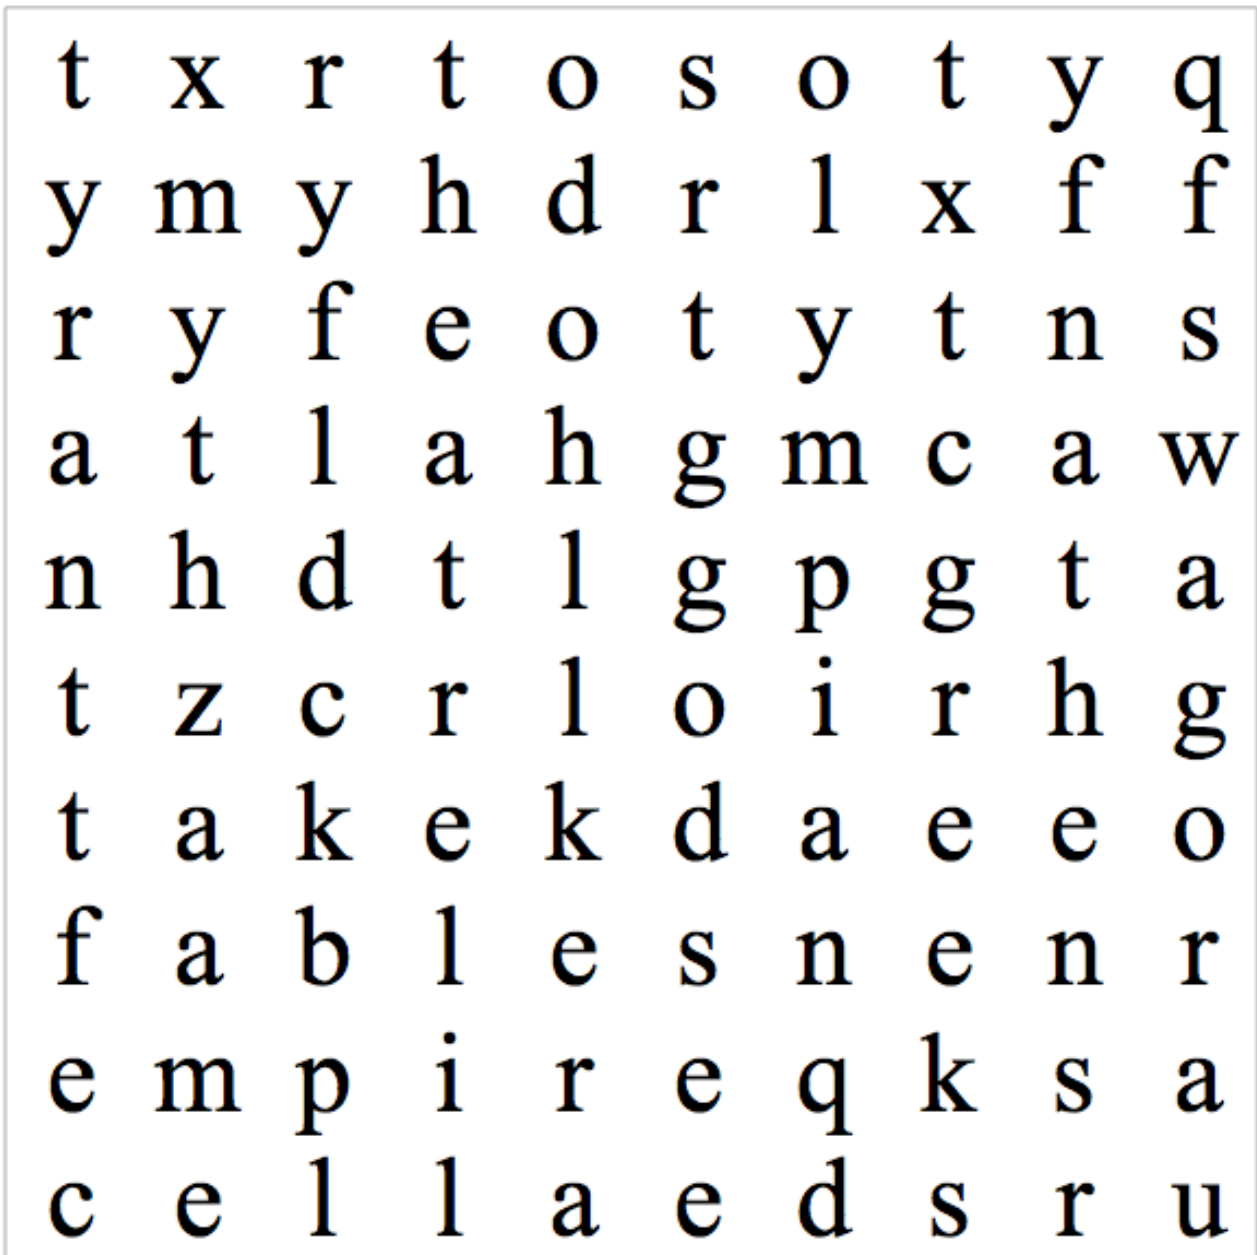 t x r t o s o t y q
y m y h d r l x f f
r y f e o t y t n s
a t l a h g m c a w
n h d t l g p g t a
t z c r l o i r h g
t a k e k d a e e o
f a b l e s n e n r
e m p i r e q k s a
c e l l a e d s r u